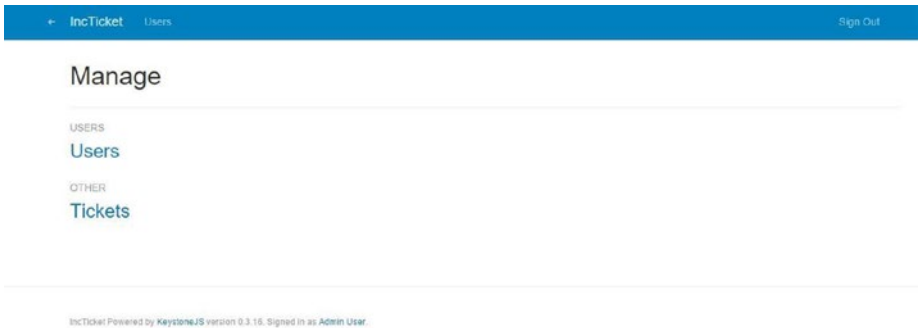 ← IncTicket Users Sign Out
Manage
USERS
Users
OTHER
Tickets
IncTicket Powered by KeystoneJS version 0.3.16. Signed in as Admin User.